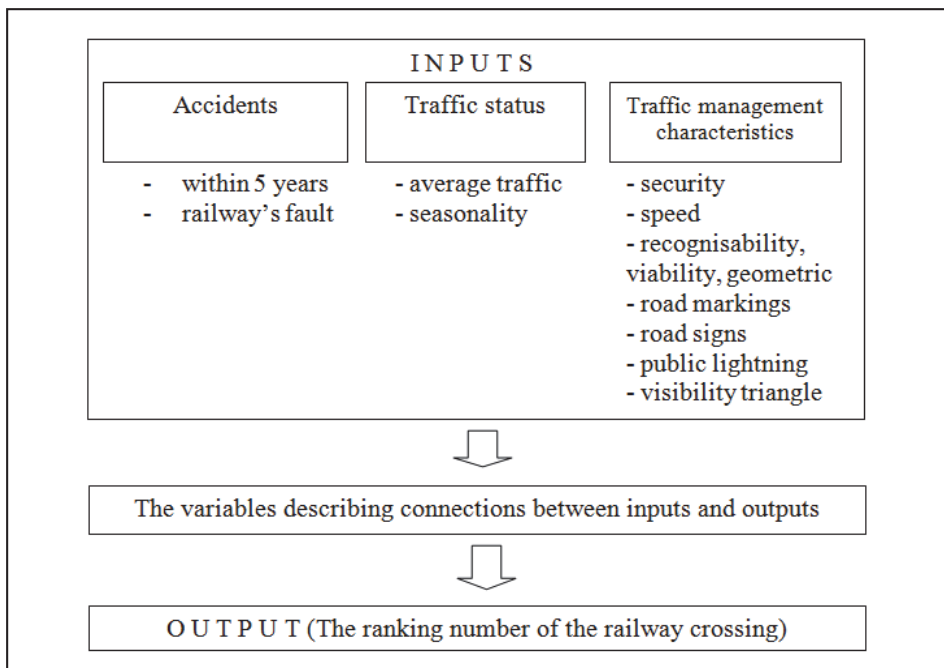 I N P U T S
Accidents
- within 5 years
- railway’s fault
Traffic status
- average traffic
- seasonality
Traffic management
characteristics
- security
- speed
- recognisability,
viability, geometric
- road markings
- road signs
- public lightning
- visibility triangle
The variables describing connections between inputs and outputs
O U T P U T (The ranking number of the railway crossing)